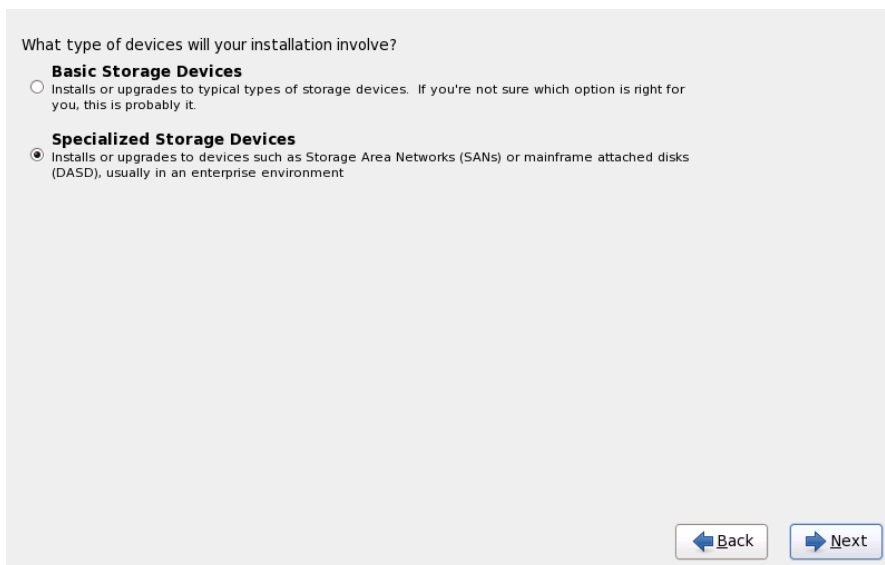 What type of devices will your installation involve?
Basic Storage Devices
Installs or upgrades to typical types of storage devices.  If you're not sure which option is right for
you, this is probably it.
Specialized Storage Devices
Installs or upgrades to devices such as Storage Area Networks (SANs) or mainframe attached disks
(DASD), usually in an enterprise environment
Back
Next